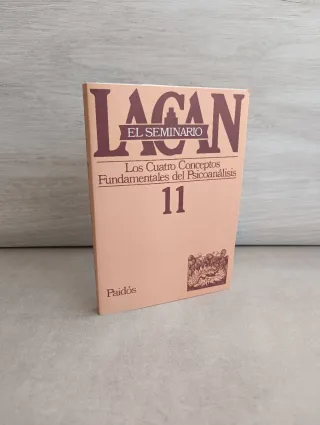 LACAN
EL SEMINARIO
Los Cuatro Conceptos
Fundamentales del Psicoanálisis
11
Paidós